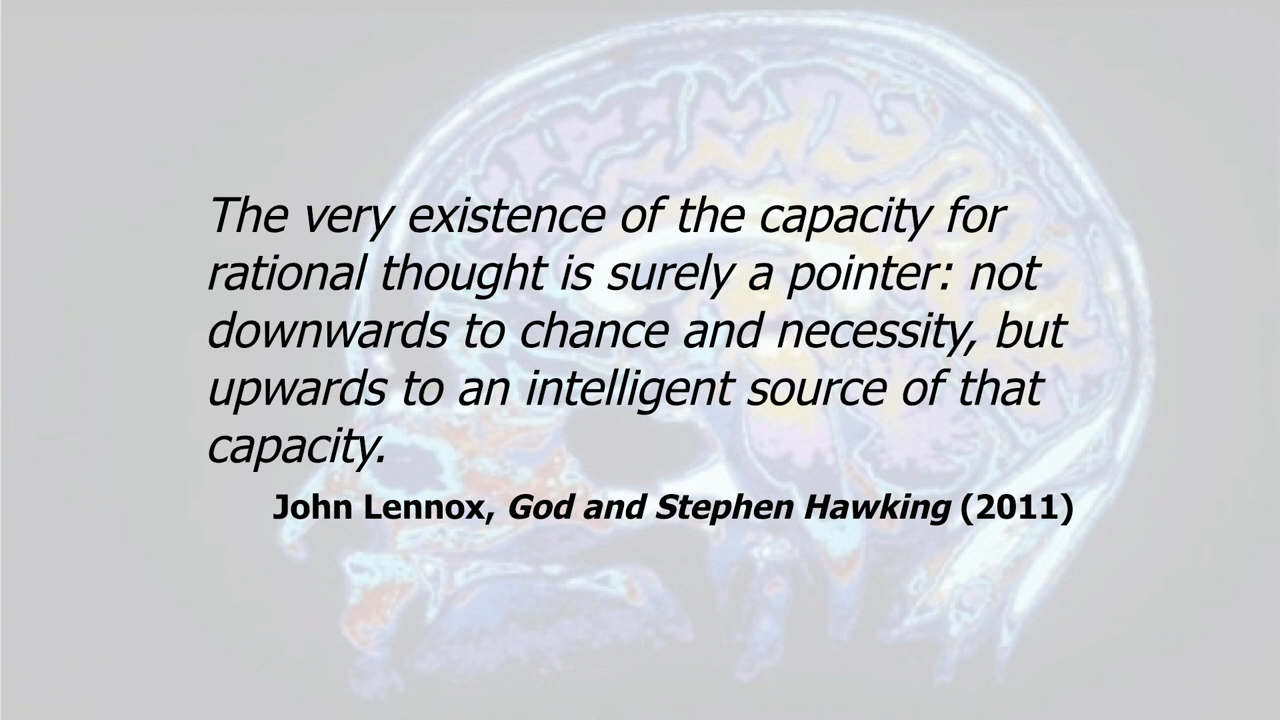 The very existence of the capacity for
rational thought is surely a pointer: not
downwards to chance and necessity, but
upwards to an intelligent source of that
capacity.
John Lennox, God and Stephen Hawking (2011)